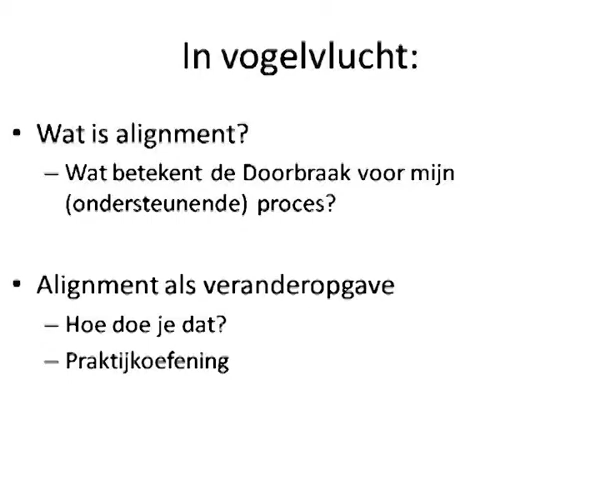 In vogelvlucht:
• Wat is alignment?
– Wat betekent de Doorbraak voor mijn
(ondersteunende) proces?
• Alignment als veranderopgave
– Hoe doe je dat?
– Praktijkoefening